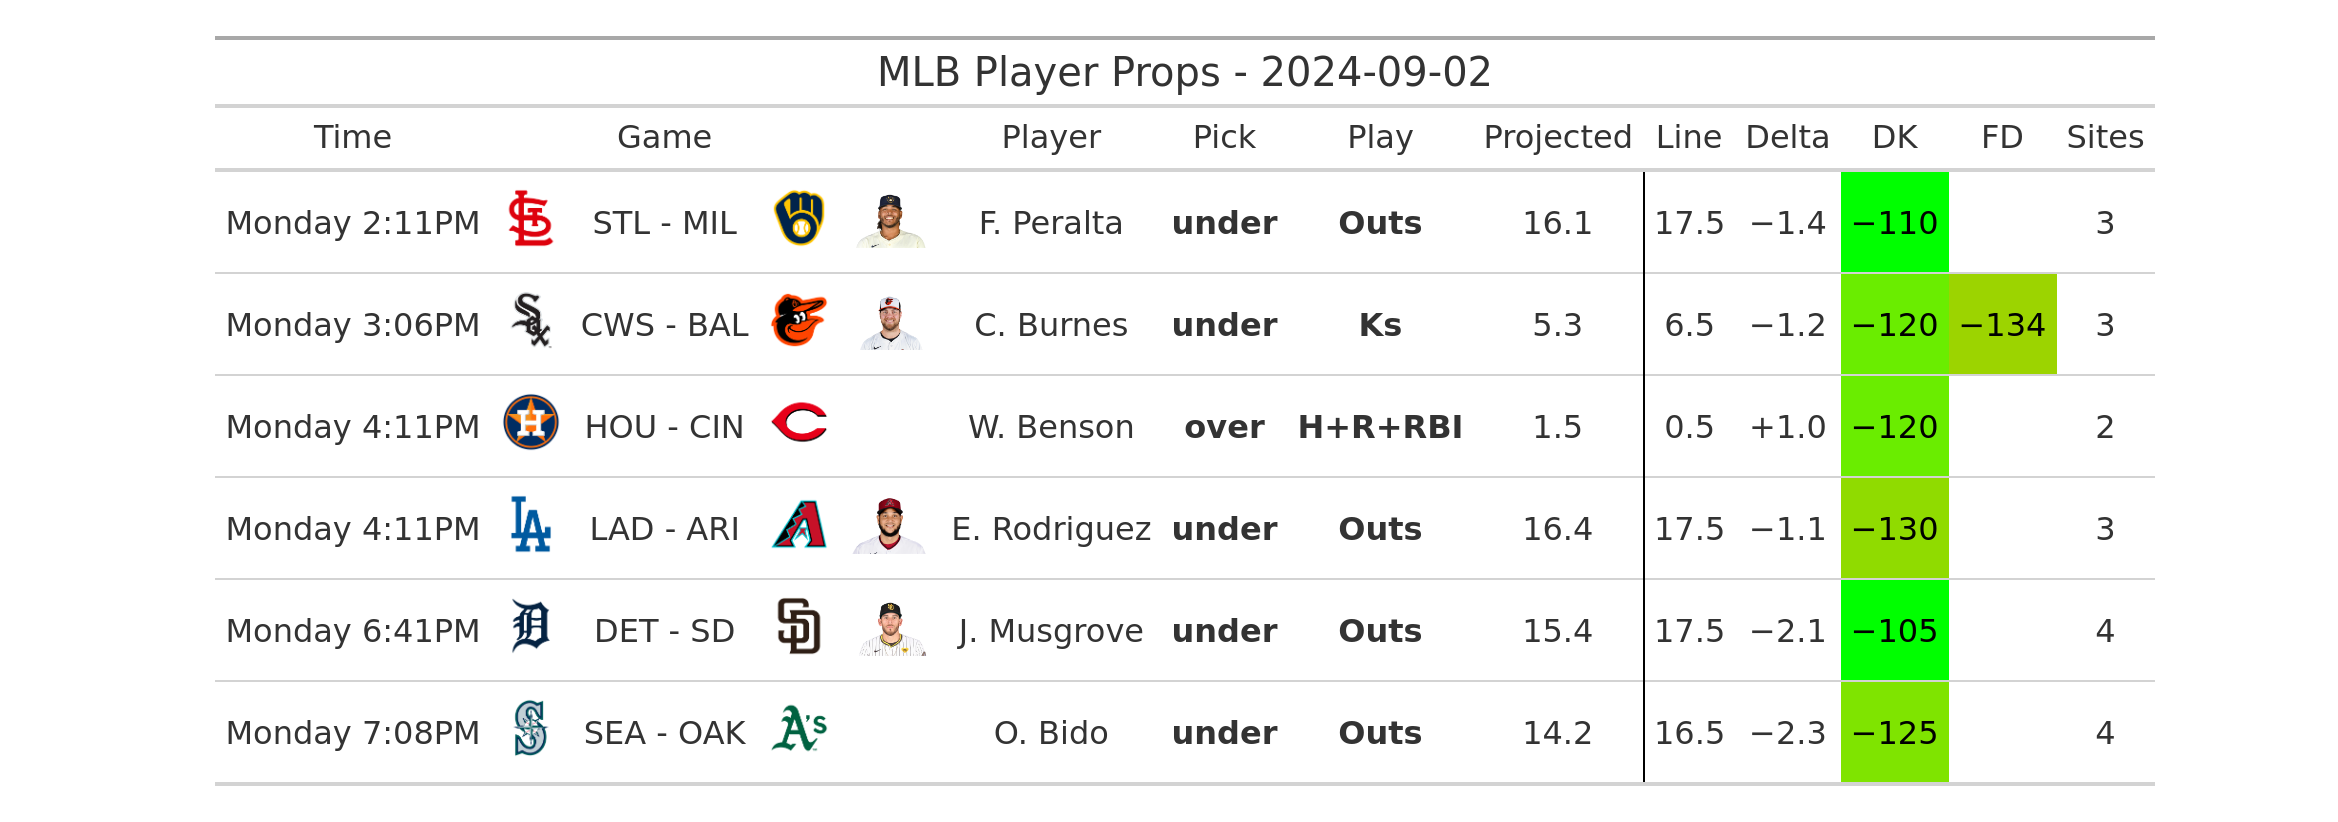 MLB Player Props - 2024-09-02
Time Game Player Pick Play Projected Line Delta DK FD Sites
Monday 2:11PM STL - MIL F. Peralta under Outs 16.1 17.5 −1.4 −110 3
Monday 3:06PM CWS - BAL C. Burnes under Ks 5.3 6.5 −1.2 −120 −134 3
Monday 4:11PM HOU - CIN W. Benson over H+R+RBI 1.5 0.5 +1.0 −120 2
Monday 4:11PM LAD - ARI E. Rodriguez under Outs 16.4 17.5 −1.1 −130 3
Monday 6:41PM DET - SD J. Musgrove under Outs 15.4 17.5 −2.1 −105 4
Monday 7:08PM SEA - OAK O. Bido under Outs 14.2 16.5 −2.3 −125 4